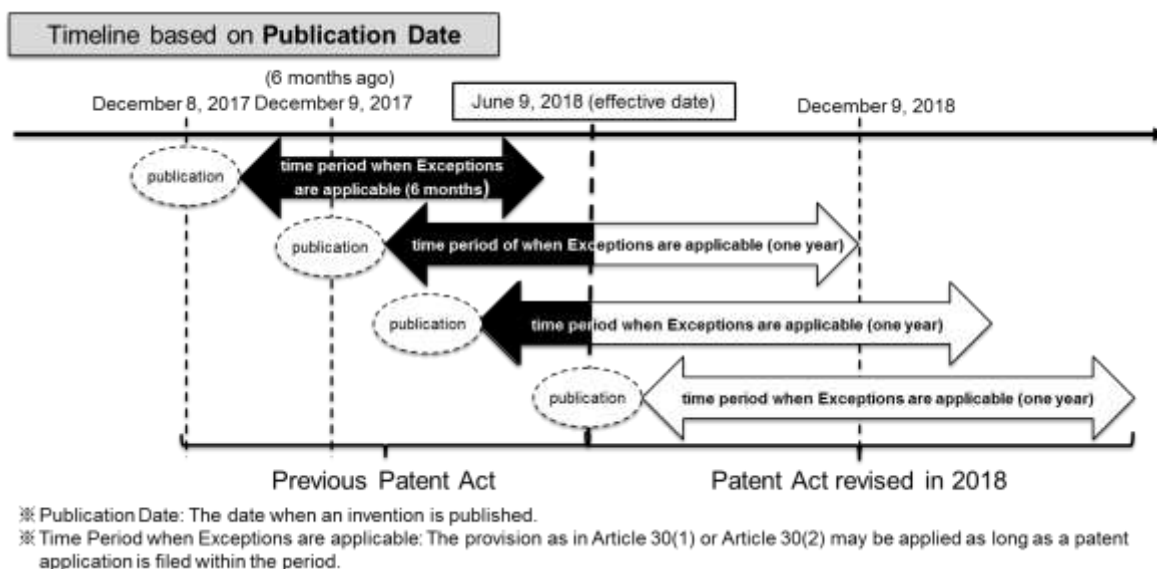 Timeline based on Publication Date
(6 months ago)
December 8, 2017 December 9, 2017 June 9, 2018 (effective date) December 9, 2018
publication
time period when Exceptions
are applicable (6 months)
publication
time period of when Exceptions are applicable (one year)
publication
time period when Exceptions are applicable (one year)
publication
time period when Exceptions are applicable (one year)
Previous Patent Act Patent Act revised in 2018
※ Publication Date: The date when an invention is published.
※ Time Period when Exceptions are applicable: The provision as in Article 30(1) or Article 30(2) may be applied as long as a patent
application is filed within the period.